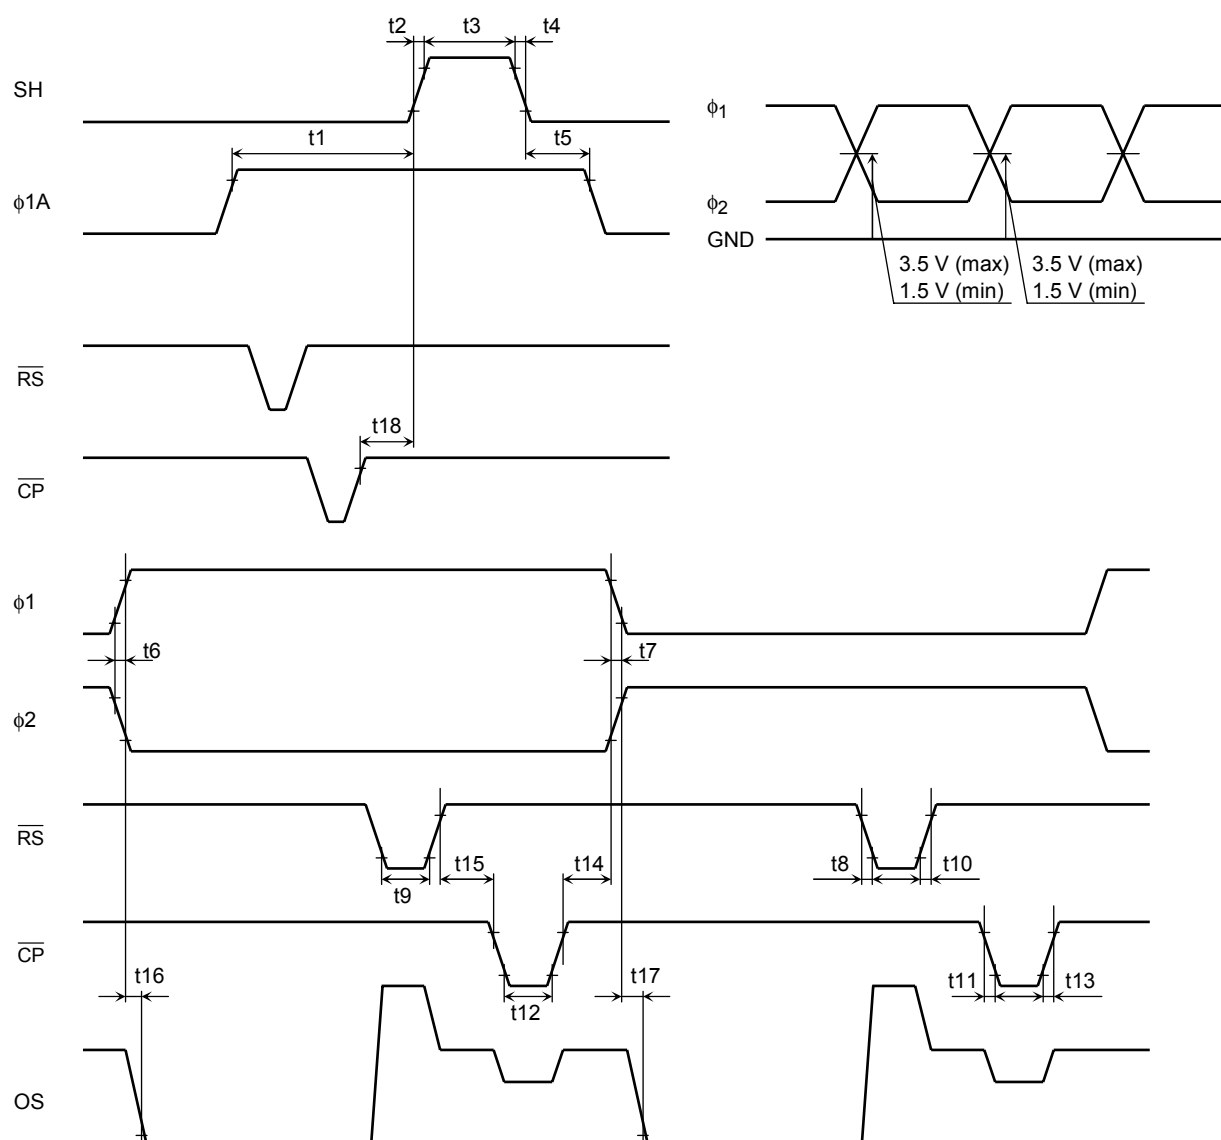 t2 t3 t4
SH
t1 t5
ϕ1A
RS
t18
CP
ϕ1
ϕ2
GND
3.5 V (max) 3.5 V (max)
1.5 V (min) 1.5 V (min)
ϕ1
t6 t7
ϕ2
RS
t15 t14 t8 t10
t9
CP
t16 t17 t11 t13
t12
OS